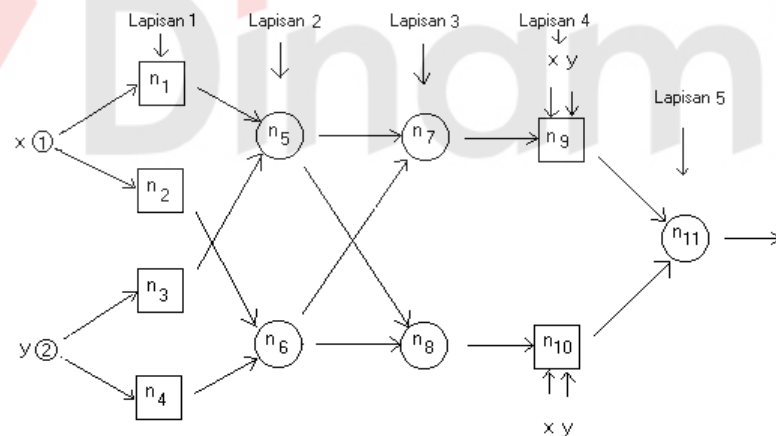 Lapisan 1 Lapisan 2 Lapisan 3 Lapisan 4
x y
Lapisan 5
n1
n5 n7 n9
x 1
n2
n11
n3
y 2
n6 n8 n10
n4
x y
Dinam